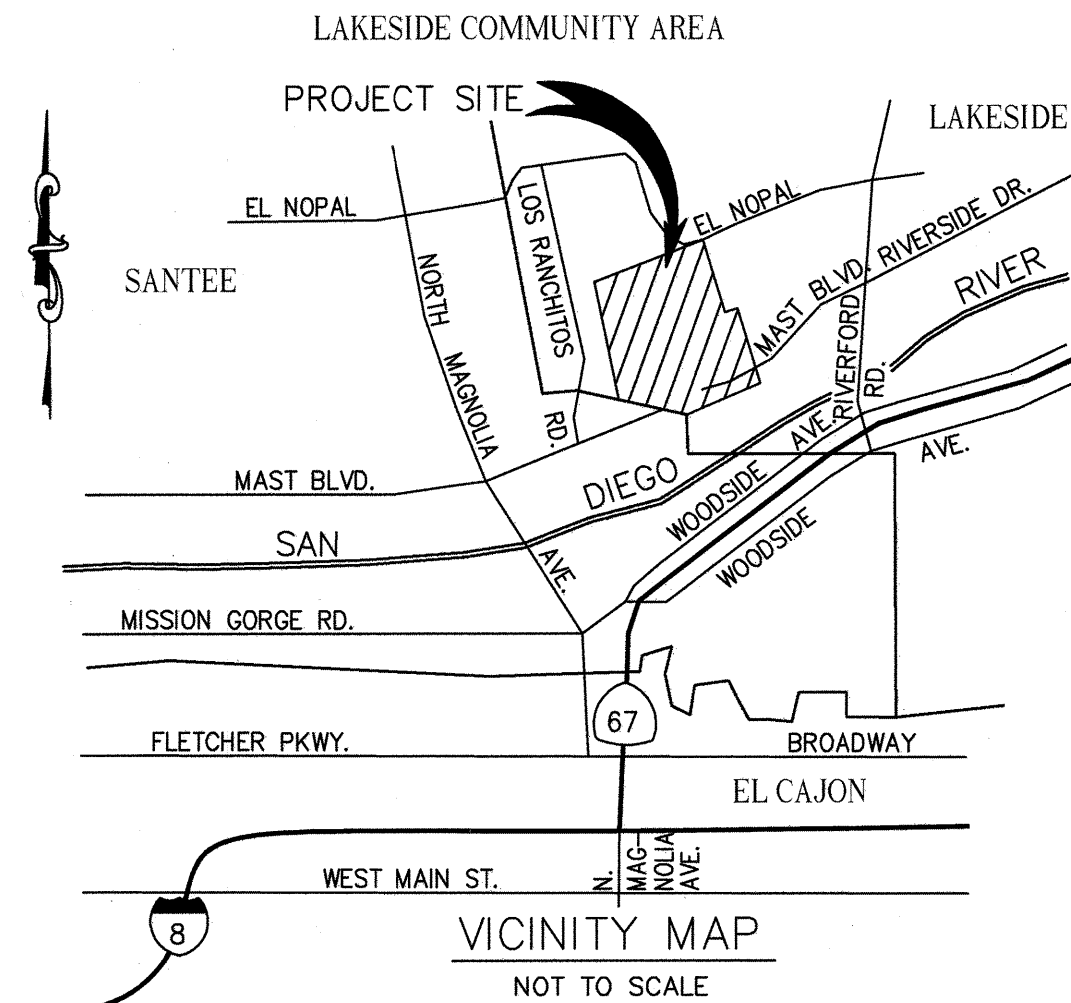 LAKESIDE COMMUNITY AREA
PROJECT SITE
LAKESIDE
EL NOPAL
LOS RANCHITOS
RD.
EL NOPAL
SANTEE
NORTH MAGNOLIA
AVE.
MAST BLVD.
RIVERSIDE DR.
RIVER
RIVERFORD
RD.
MAST BLVD.
DIEGO
WOODSIDE AVE.
AVE.
SAN
WOODSIDE
MISSION GORGE RD.
67
FLETCHER PKWY.
BROADWAY
EL CAJON
WEST MAIN ST.
N.
MAG-
NOLIA
AVE.
8
VICINITY MAP
NOT TO SCALE